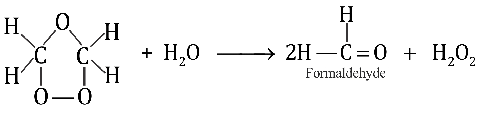 H O H H
C C + H₂O ⟶ 2H—C=O + H₂O₂
H O—O H
Formaldehyde